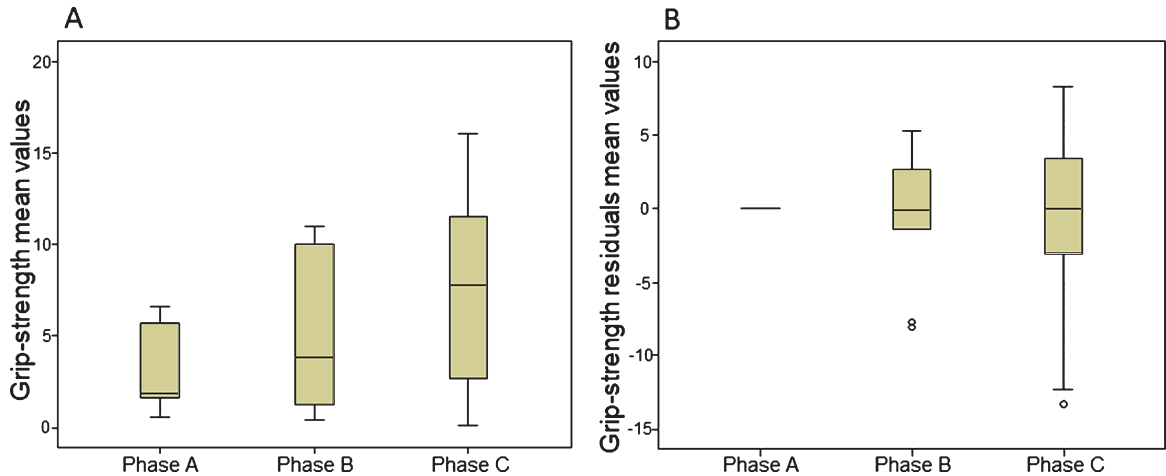 A
Grip-strength mean values
20
15
10
5
0
Phase A Phase B Phase C
B
Grip-strength residuals mean values
10
5
0
-5
-10
-15
Phase A Phase B Phase C